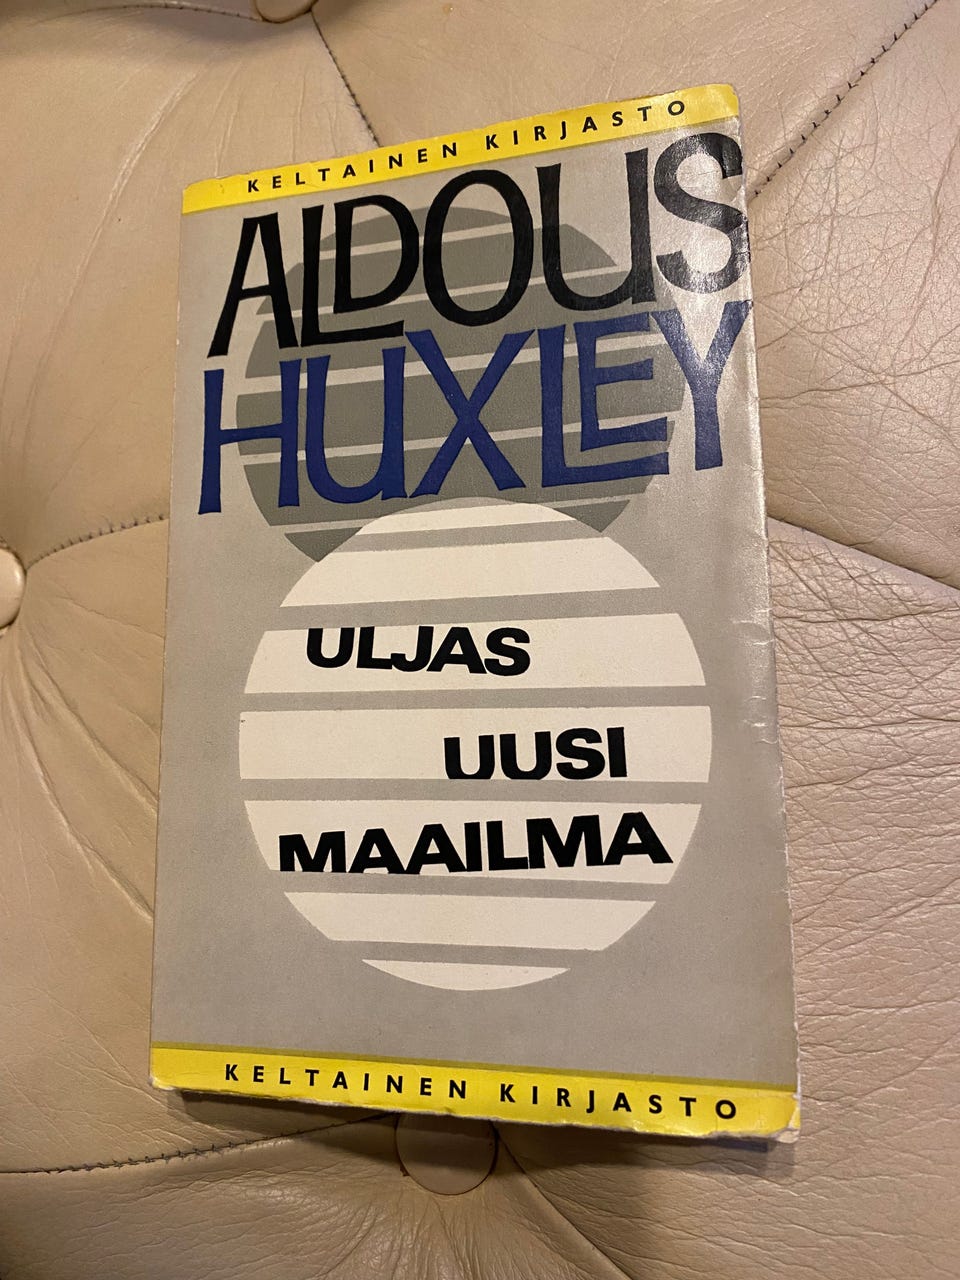 KELTAINEN KIRJASTO
ALDOUS
HUXLEY
ULJAS
UUSI
MAAILMA
KELTAINEN KIRJASTO